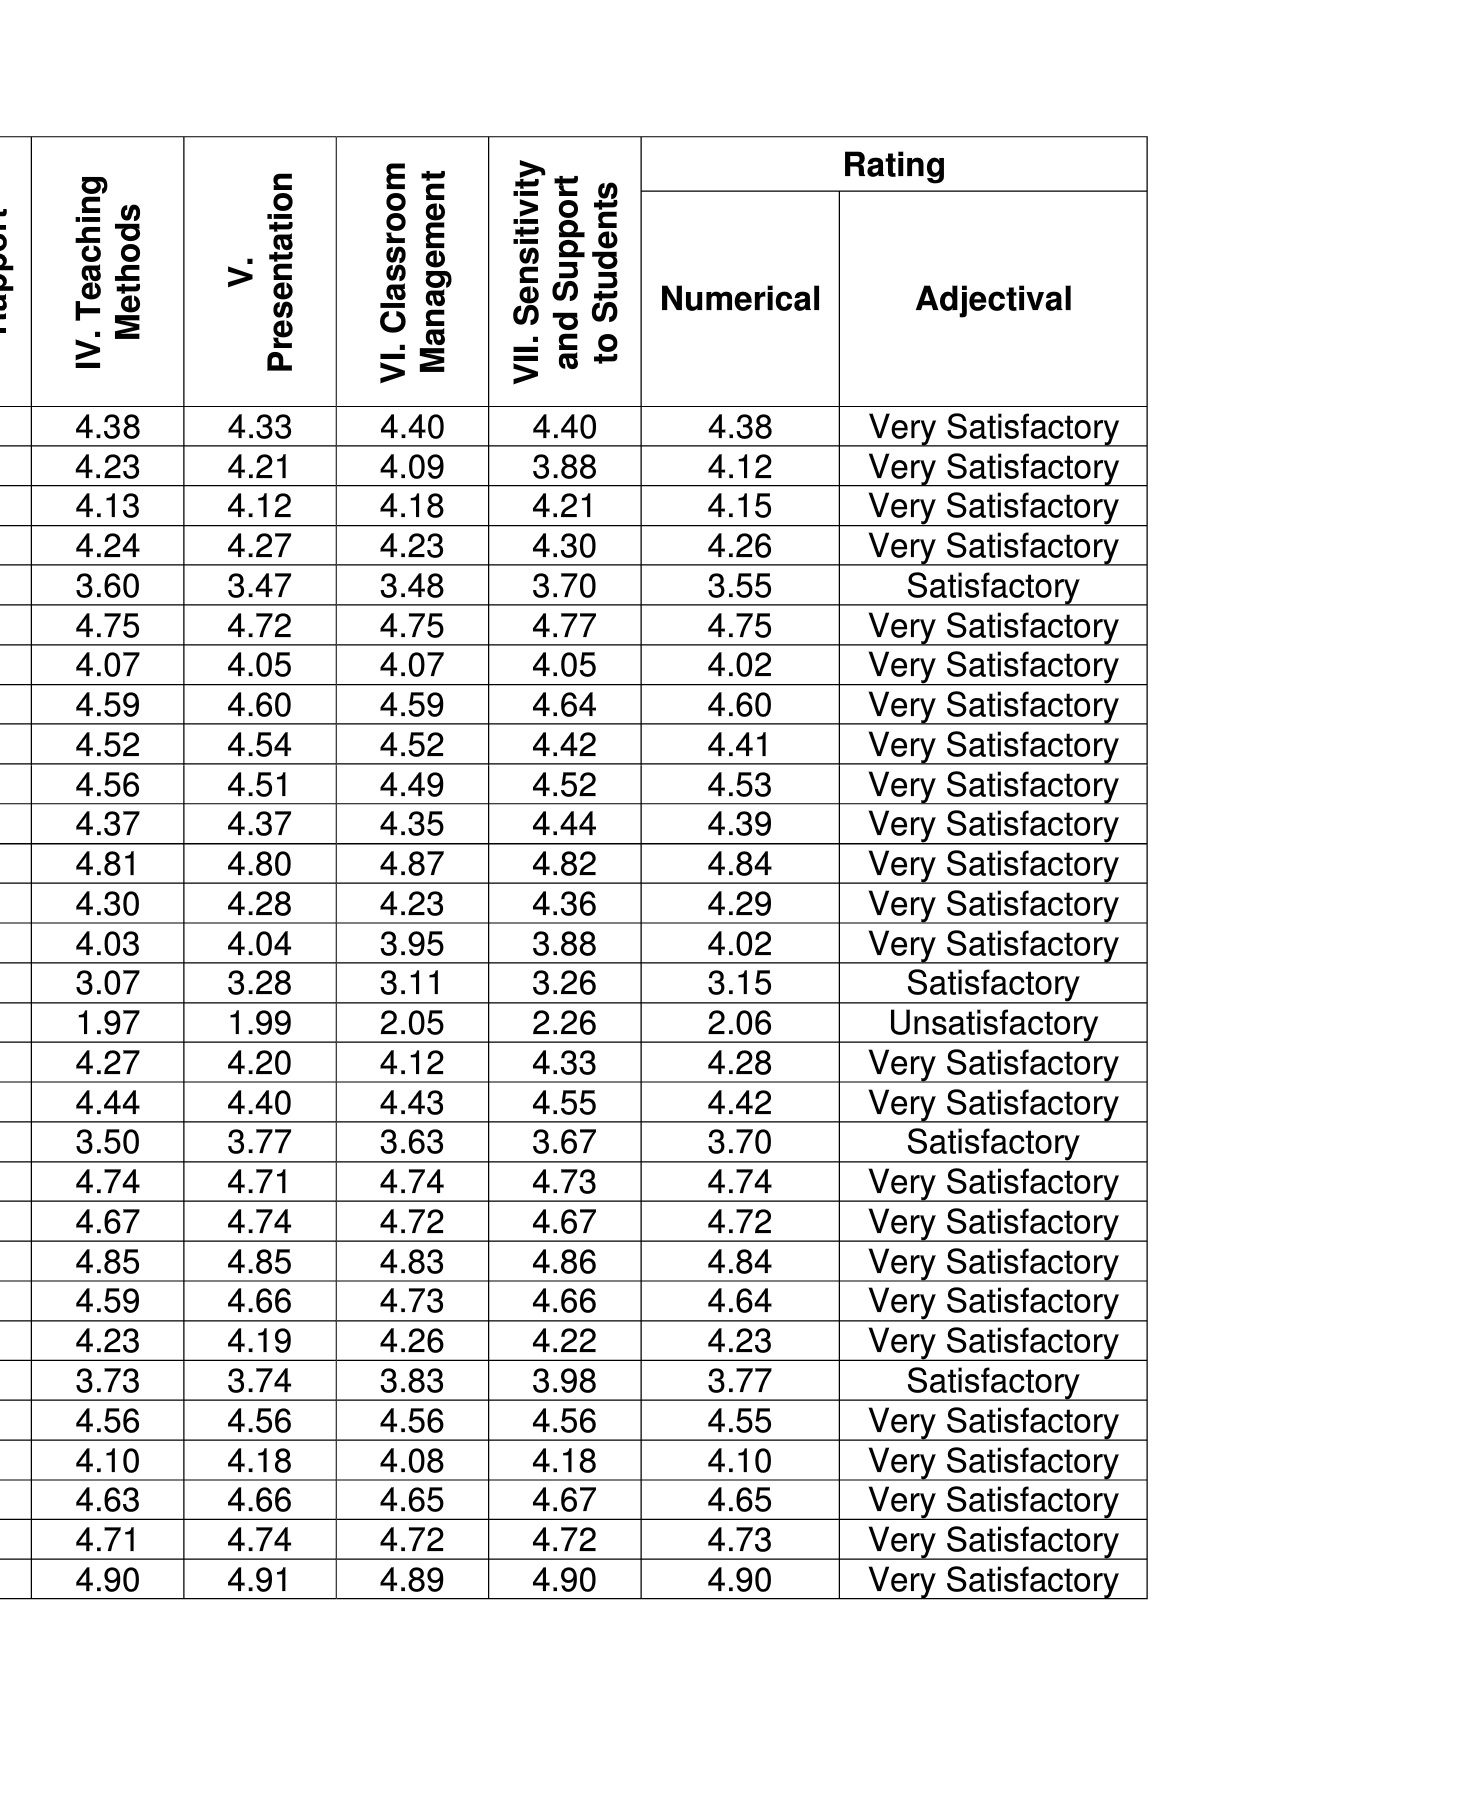 Rating
IV. Teaching
Methods
V.
Presentation
VI. Classroom
Management
VII. Sensitivity
and Support
to Students
Numerical
Adjectival
4.38 4.33 4.40 4.40 4.38 Very Satisfactory
4.23 4.21 4.09 3.88 4.12 Very Satisfactory
4.13 4.12 4.18 4.21 4.15 Very Satisfactory
4.24 4.27 4.23 4.30 4.26 Very Satisfactory
3.60 3.47 3.48 3.70 3.55 Satisfactory
4.75 4.72 4.75 4.77 4.75 Very Satisfactory
4.07 4.05 4.07 4.05 4.02 Very Satisfactory
4.59 4.60 4.59 4.64 4.60 Very Satisfactory
4.52 4.54 4.52 4.42 4.41 Very Satisfactory
4.56 4.51 4.49 4.52 4.53 Very Satisfactory
4.37 4.37 4.35 4.44 4.39 Very Satisfactory
4.81 4.80 4.87 4.82 4.84 Very Satisfactory
4.30 4.28 4.23 4.36 4.29 Very Satisfactory
4.03 4.04 3.95 3.88 4.02 Very Satisfactory
3.07 3.28 3.11 3.26 3.15 Satisfactory
1.97 1.99 2.05 2.26 2.06 Unsatisfactory
4.27 4.20 4.12 4.33 4.28 Very Satisfactory
4.44 4.40 4.43 4.55 4.42 Very Satisfactory
3.50 3.77 3.63 3.67 3.70 Satisfactory
4.74 4.71 4.74 4.73 4.74 Very Satisfactory
4.67 4.74 4.72 4.67 4.72 Very Satisfactory
4.85 4.85 4.83 4.86 4.84 Very Satisfactory
4.59 4.66 4.73 4.66 4.64 Very Satisfactory
4.23 4.19 4.26 4.22 4.23 Very Satisfactory
3.73 3.74 3.83 3.98 3.77 Satisfactory
4.56 4.56 4.56 4.56 4.55 Very Satisfactory
4.10 4.18 4.08 4.18 4.10 Very Satisfactory
4.63 4.66 4.65 4.67 4.65 Very Satisfactory
4.71 4.74 4.72 4.72 4.73 Very Satisfactory
4.90 4.91 4.89 4.90 4.90 Very Satisfactory